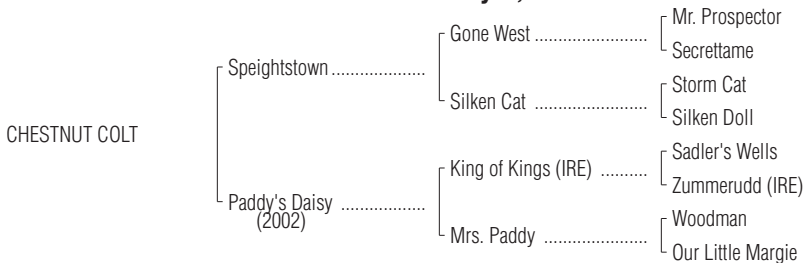 Mr. Prospector
Gone West ........................
Secrettame
Speightstown ....................
Storm Cat
Silken Cat ........................
Silken Doll
CHESTNUT COLT
Sadler's Wells
King of Kings (IRE) ..........
Zummerudd (IRE)
Paddy's Daisy ..................
(2002)
Woodman
Mrs. Paddy ......................
Our Little Margie